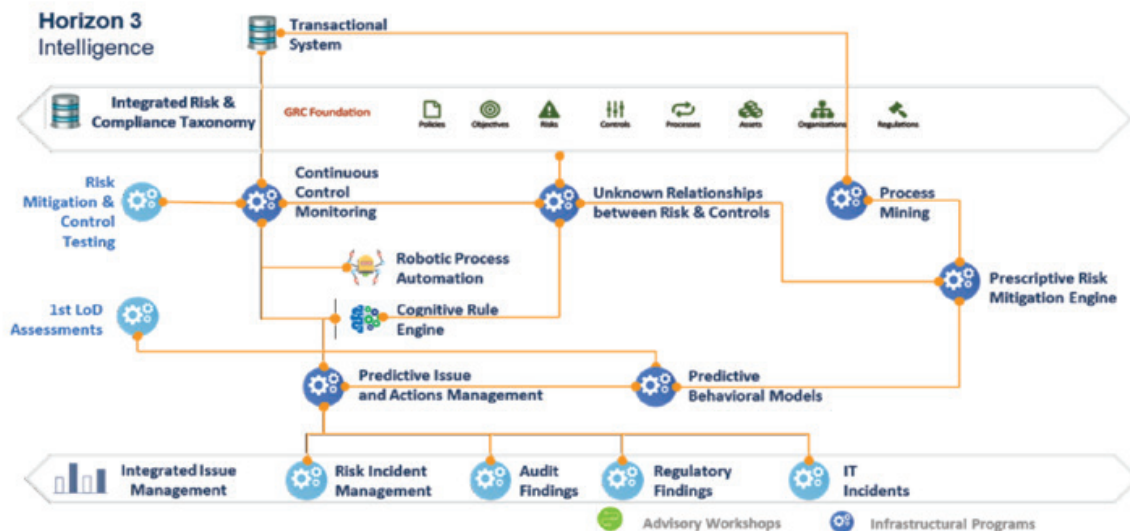 Horizon 3
Intelligence
Transactional
System
Integrated Risk &
Compliance Taxonomy
GRC Foundation
Policies
Objectives
Risks
Controls
Processes
Assets
Organizations
Regulations
Risk
Mitigation &
Control
Testing
Continuous
Control
Monitoring
Unknown Relationships
between Risk & Controls
Process
Mining
Robotic Process
Automation
Prescriptive Risk
Mitigation Engine
1st LoD
Assessments
Cognitive Rule
Engine
Predictive Issue
and Actions Management
Predictive
Behavioral Models
Integrated Issue
Management
Risk Incident
Management
Audit
Findings
Regulatory
Findings
IT
Incidents
Advisory Workshops
Infrastructural Programs